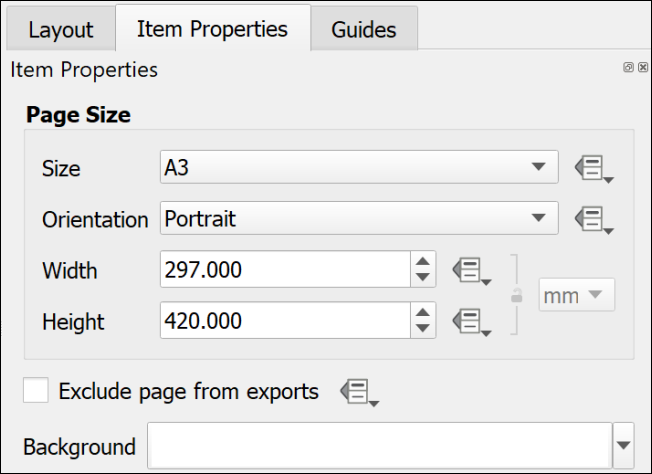 Layout Item Properties Guides
Item Properties
Page Size
Size A3
Orientation Portrait
Width 297.000
mm
Height 420.000
Exclude page from exports
Background